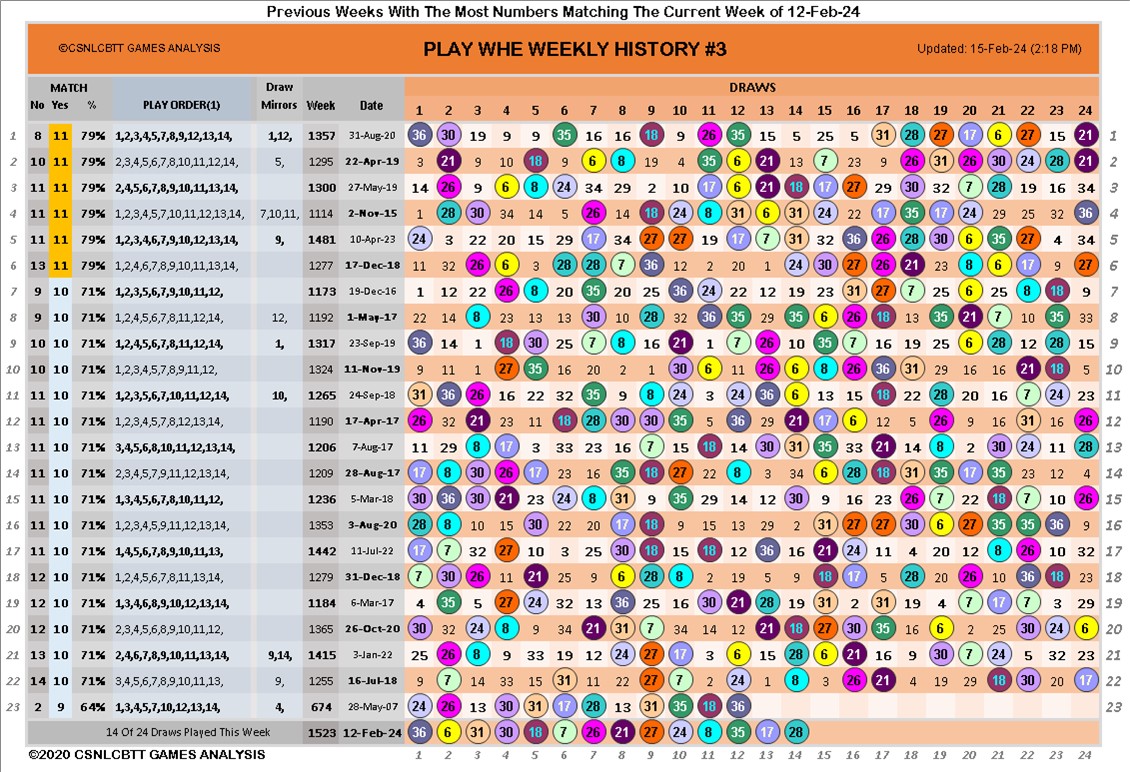 Previous Weeks With The Most Numbers Matching The Current Week of 12-Feb-24
©CSNLCBTT GAMES ANALYSIS PLAY WHE WEEKLY HISTORY #3 Updated: 15-Feb-24 (2:18 PM)
MATCH Draw DRAWS
No Yes % PLAY ORDER(1) Mirrors Week Date 1 2 3 4 5 6 7 8 9 10 11 12 13 14 15 16 17 18 19 20 21 22 23 24
1 8 11 79% 1,2,3,4,5,7,8,9,12,13,14, 1,12, 1357 31-Aug-20 36 30 19 9 9 35 16 16 18 9 26 35 15 5 25 5 31 28 27 17 6 27 15 21 1
2 10 11 79% 2,3,4,5,6,7,8,10,11,12,14, 5, 1295 22-Apr-19 3 21 9 10 18 9 6 8 19 4 35 6 21 13 7 23 2 26 31 26 30 24 28 21 2
3 11 11 79% 2,4,5,6,7,8,9,10,11,13,14, 1300 27-May-19 14 26 9 6 8 24 34 29 2 10 17 6 21 18 17 27 29 30 32 7 28 19 16 34 3
4 11 11 79% 1,2,3,4,5,7,10,11,12,13,14, 7,10,11, 1114 2-Nov-15 1 28 30 34 14 5 26 14 18 24 8 31 6 31 24 22 17 35 17 24 29 25 32 36 4
5 11 11 79% 1,2,3,4,6,7,9,10,12,13,14, 9, 1481 10-Apr-23 24 3 22 20 15 29 17 34 27 27 19 17 7 31 32 36 26 28 30 6 35 27 4 34 5
6 13 11 79% 1,2,4,6,7,8,9,10,11,13,14, 1277 17-Dec-18 11 32 26 6 3 28 28 7 36 12 2 20 1 24 30 27 26 21 23 8 6 17 9 27 6
7 9 10 71% 1,2,3,5,6,7,9,10,11,12, 1173 19-Dec-16 1 12 22 26 8 20 35 20 25 36 24 22 12 19 23 31 27 7 25 6 25 8 18 9 7
8 9 10 71% 1,2,4,5,6,7,8,11,12,14, 12, 1192 1-May-17 22 14 8 23 13 13 30 10 28 32 36 35 28 35 6 26 18 13 35 21 7 10 35 33 8
9 10 10 71% 1,2,4,5,6,7,8,11,12,14, 1, 1317 23-Sep-19 36 14 1 18 30 25 7 8 10 21 1 7 26 10 35 7 16 19 25 6 28 12 28 15 9
10 10 10 71% 1,2,3,4,5,7,8,9,11,12, 1324 11-Nov-19 9 11 1 27 35 16 20 2 1 30 6 11 26 6 8 26 36 31 29 16 16 21 18 5 10
11 11 10 71% 1,2,3,5,6,7,10,11,12,14, 10, 1265 24-Sep-18 31 36 26 16 22 32 35 9 8 24 3 24 36 6 13 22 18 22 28 20 16 7 24 23 11
12 11 10 71% 1,2,3,4,5,7,8,12,13,14, 1190 17-Apr-17 26 32 21 23 11 18 28 30 30 35 5 36 12 21 17 6 12 5 26 9 16 31 16 26 12
13 11 10 71% 3,4,5,6,8,10,11,12,13,14, 1206 7-Aug-17 11 29 8 17 3 33 23 16 7 15 18 14 30 31 35 33 21 14 8 2 30 24 11 28 13
14 11 10 71% 2,3,4,5,7,9,11,12,13,14, 1209 28-Aug-17 17 8 30 26 17 23 16 35 18 27 22 8 3 34 6 28 18 31 35 17 35 23 12 4 14
15 11 10 71% 1,3,4,5,6,7,8,10,11,12, 1236 5-Mar-18 30 36 30 21 23 24 8 31 9 35 29 14 12 30 9 16 23 26 7 22 18 7 10 26 15
16 11 10 71% 1,2,3,4,5,9,11,12,13,14, 1353 3-Aug-20 28 8 10 15 30 22 20 17 18 9 15 13 29 2 31 27 27 30 6 27 35 35 36 9 16
17 11 10 71% 1,4,5,6,7,8,9,10,11,13, 1442 11-Jul-22 17 7 32 27 10 3 25 30 18 15 18 12 36 15 21 24 11 4 20 12 8 26 10 32 17
18 12 10 71% 1,2,4,5,6,7,8,11,13,14, 1279 31-Dec-18 7 30 26 11 21 25 9 6 28 8 2 19 5 9 18 17 5 28 20 26 10 36 18 23 18
19 12 10 71% 1,3,4,6,8,9,10,12,13,14, 1184 6-Mar-17 4 35 5 27 24 32 13 36 25 16 30 21 28 19 31 2 31 19 4 7 17 7 3 29 19
20 12 10 71% 2,3,4,5,6,8,9,10,11,12, 1365 26-Oct-20 30 32 24 8 9 34 21 31 7 34 14 12 21 18 27 30 35 16 6 2 22 30 24 6 20
21 13 10 71% 2,4,6,7,8,9,10,11,13,14, 9,14, 1415 3-Jan-22 25 26 8 9 33 19 12 24 27 17 3 6 15 28 6 21 16 19 30 7 24 5 32 23 21
22 14 10 71% 3,4,5,6,7,8,9,10,13,14, 9, 1255 16-Jul-18 9 7 14 33 15 31 11 22 27 7 2 24 1 8 3 26 21 4 29 29 18 30 20 17 22
23 2 9 64% 1,3,4,5,7,10,12,13,14, 4, 674 28-May-07 24 26 13 30 31 17 28 13 31 35 18 36 23
14 Of 24 Draws Played This Week 1523 12-Feb-24 36 6 31 30 18 7 26 21 27 24 8 35 17 28
©2020 CSNLCBTT GAMES ANALYSIS 1 2 3 4 5 6 7 8 9 10 11 12 13 14 15 16 17 18 19 20 21 22 23 24